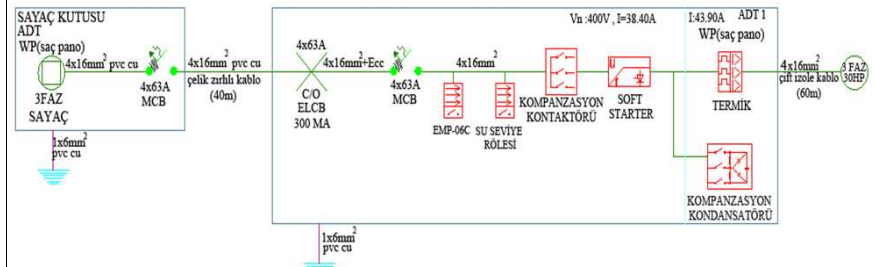 SAYAÇ KUTUSU
ADT
WP(saç pano)
4x16mm² pvc cu
3FAZ
SAYAÇ
4x63A
MCB
1x6mm²
pvc cu
4x16mm² pvc cu
çelik zırhlı kablo
(40m)
4x63A
C/O
ELCB
300 MA
4x16mm²+Ecc
4x63A
MCB
4x16mm²
EMP-06C
SU SEVİYE
RÖLESİ
KOMPANZASYON
KONTAKTÖRÜ
Vn :400V , I=38.40A
U
SOFT
STARTER
I:43.90A ADT 1
WP(saç pano)
TERMİK
KOMPANZASYON
KONDANSATÖRÜ
4x16mm²
çift izole kablo
(60m)
3 FAZ
30HP
1x6mm²
pvc cu